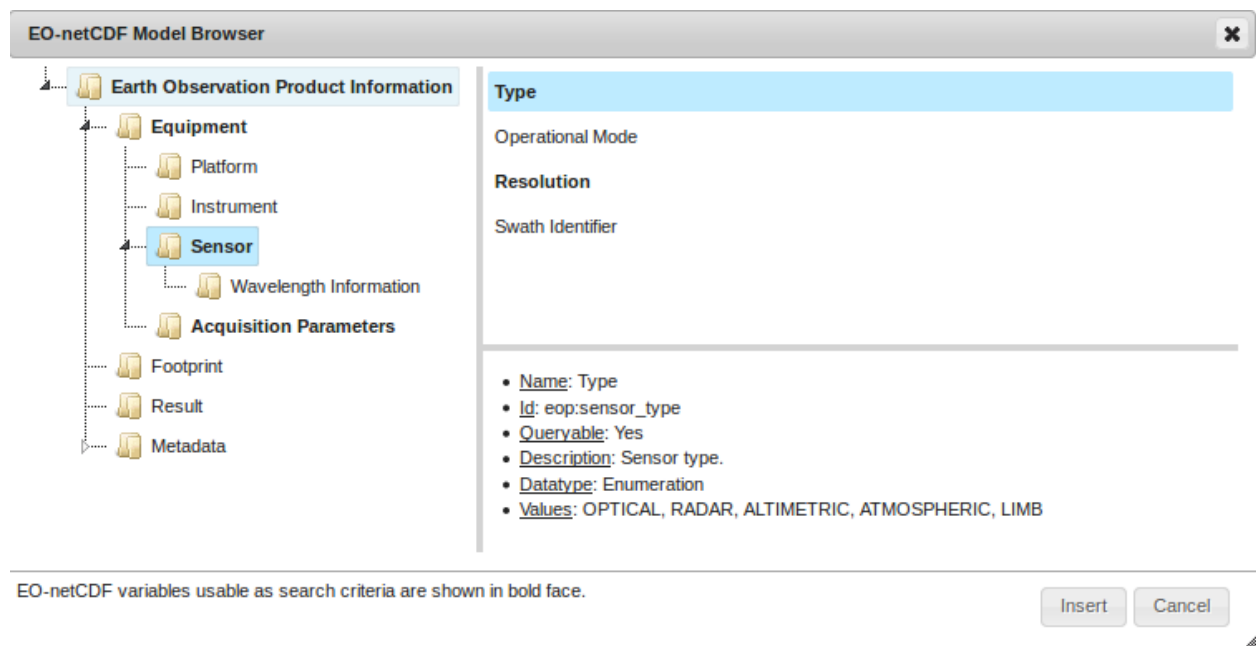 EO-netCDF Model Browser
Earth Observation Product Information
Equipment
Platform
Instrument
Sensor
Wavelength Information
Acquisition Parameters
Footprint
Result
Metadata
Type
Operational Mode
Resolution
Swath Identifier
• Name: Type
• Id: eop:sensor_type
• Queryable: Yes
• Description: Sensor type.
• Datatype: Enumeration
• Values: OPTICAL, RADAR, ALTIMETRIC, ATMOSPHERIC, LIMB
EO-netCDF variables usable as search criteria are shown in bold face.
Insert
Cancel